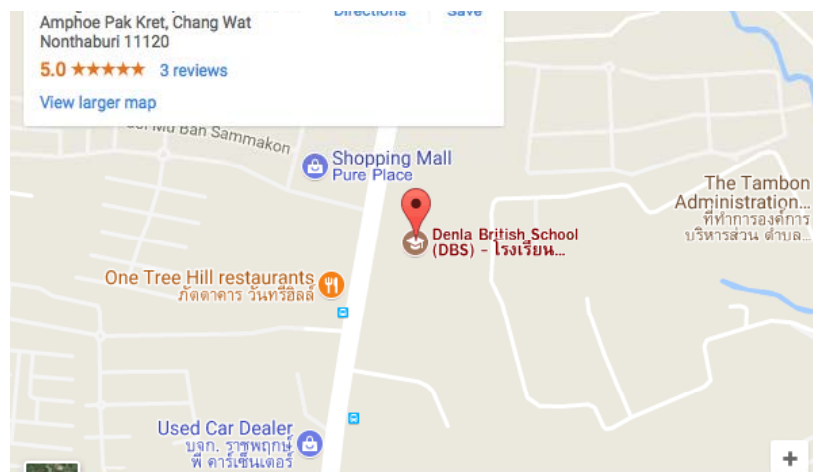 Amphoe Pak Kret, Chang Wat
Nonthaburi 11120
Directions
Save
5.0 ★★★★★ 3 reviews
View larger map
Mu Ban Sammakon
Shopping Mall
Pure Place
The Tambon
Administration...
ที่ทำการองค์การ
บริหารส่วน ตำบล...
Denla British School
(DBS) - โรงเรียน...
One Tree Hill restaurants
ภัตตาคาร วันทรีฮิลล์
Used Car Dealer
บจก. ราชพฤกษ์
พี คาร์เซ็นเตอร์
+